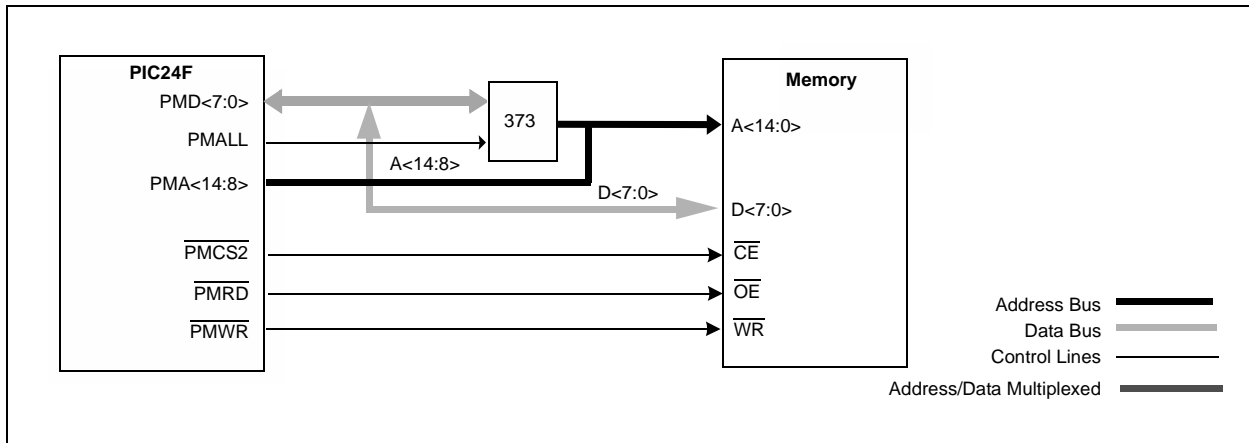 PIC24F
PMD<7:0>
PMALL
PMA<14:8>
PMCS2
PMRD
PMWR
373
A<14:8>
D<7:0>
Memory
A<14:0>
D<7:0>
CE
OE
WR
Address Bus
Data Bus
Control Lines
Address/Data Multiplexed